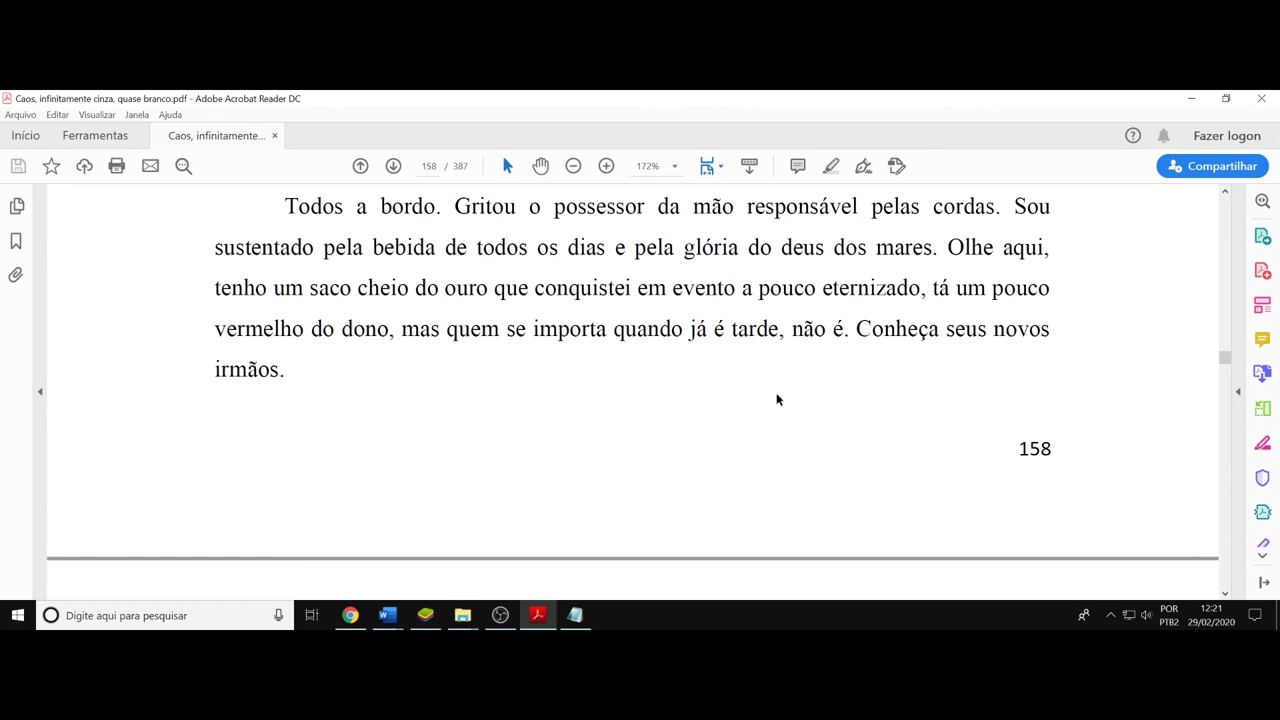 Caos, infinitamente cinza, quase branco.pdf - Adobe Acrobat Reader DC
Arquivo Editar Visualizar Janela Ajuda
Início Ferramentas Caos, infinitamente... × Fazer logon
158 / 387 172% Compartilhar
Todos a bordo. Gritou o possessor da mão responsável pelas cordas. Sou
sustentado pela bebida de todos os dias e pela glória do deus dos mares. Olhe aqui,
tenho um saco cheio do ouro que conquistei em evento a pouco eternizado, tá um pouco
vermelho do dono, mas quem se importa quando já é tarde, não é. Conheça seus novos
irmãos.
158
Digite aqui para pesquisar
POR 12:21
PTB2 29/02/2020